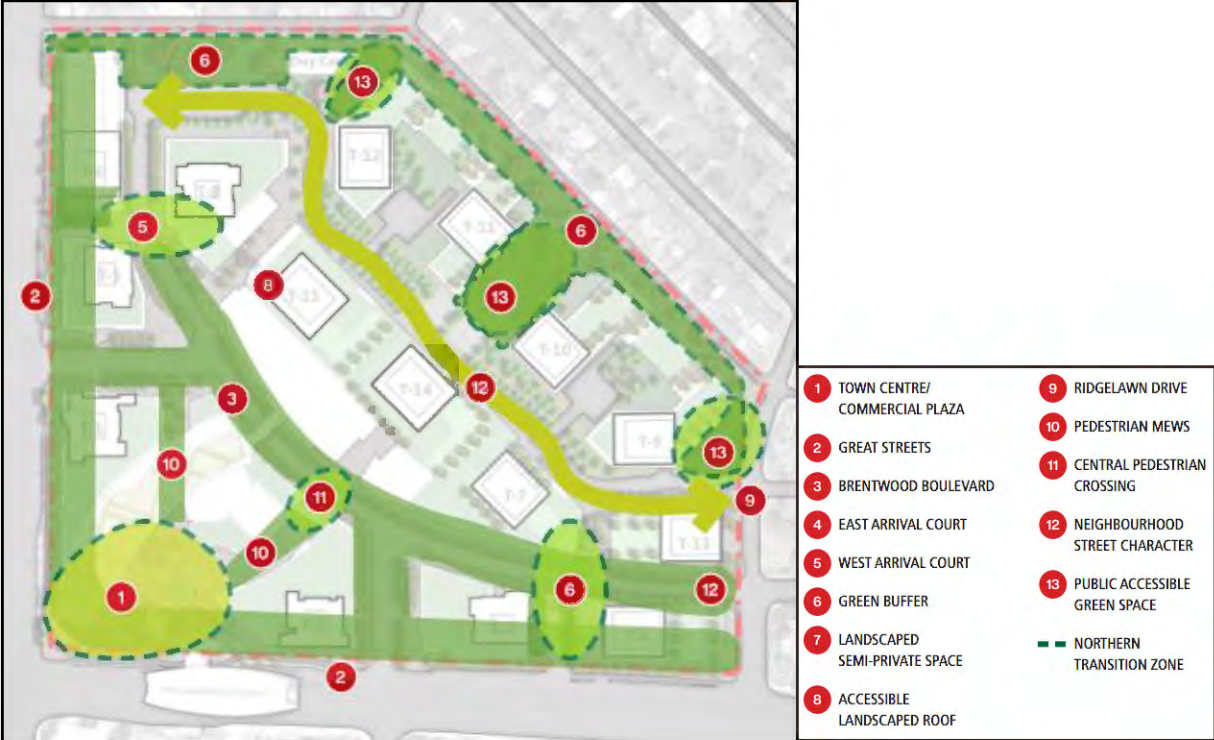 6
Day Ca
13
T-12
T-11
6
5
2
8
T-15
13
T-10
T-14
12
3
T-9
13
10
11
T-7
9
10
T-13
1
6
12
2
1 TOWN CENTRE/
COMMERCIAL PLAZA
2 GREAT STREETS
3 BRENTWOOD BOULEVARD
4 EAST ARRIVAL COURT
5 WEST ARRIVAL COURT
6 GREEN BUFFER
7 LANDSCAPED
SEMI-PRIVATE SPACE
8 ACCESSIBLE
LANDSCAPED ROOF
9 RIDGELAWN DRIVE
10 PEDESTRIAN MEWS
11 CENTRAL PEDESTRIAN
CROSSING
12 NEIGHBOURHOOD
STREET CHARACTER
13 PUBLIC ACCESSIBLE
GREEN SPACE
NORTHERN
TRANSITION ZONE